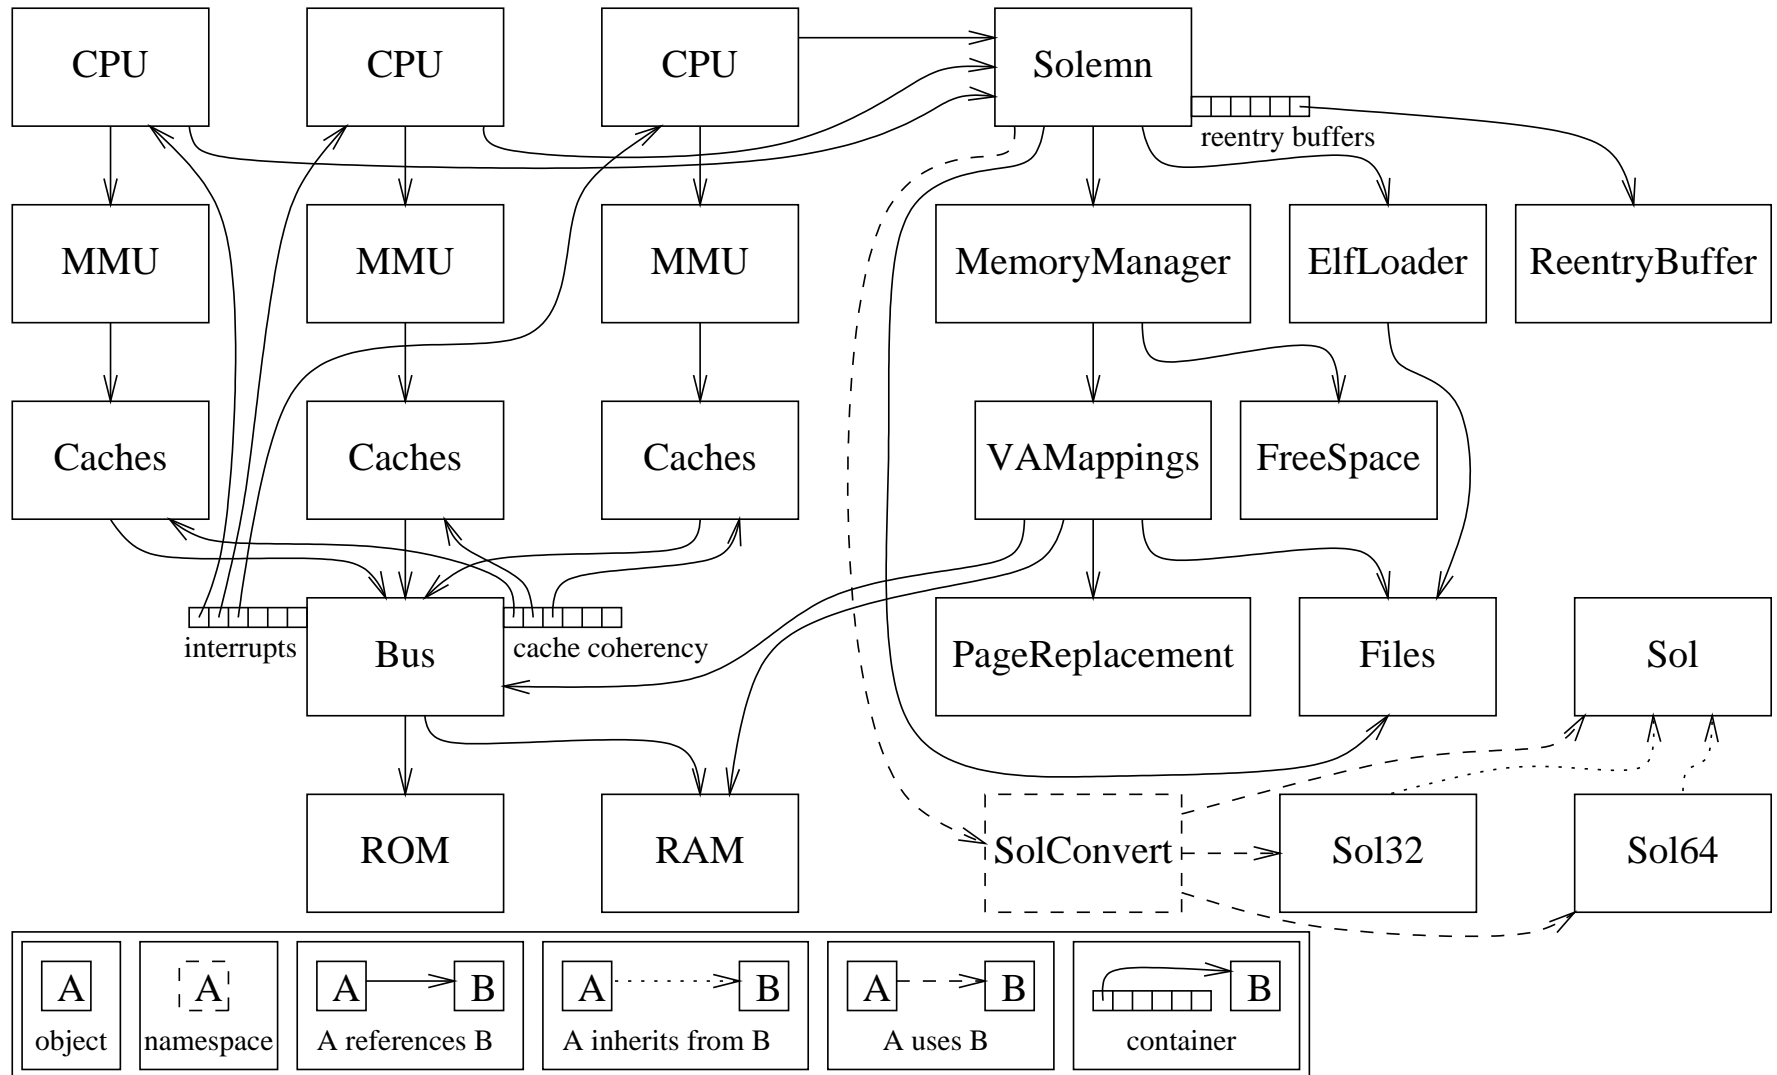 CPU CPU CPU Solemn
reentry buffers
MMU MMU MMU MemoryManager ElfLoader ReentryBuffer
Caches Caches Caches VAMappings FreeSpace
interrupts Bus cache coherency PageReplacement Files Sol
ROM RAM SolConvert Sol32 Sol64
A A A B A B A B B
object namespace A references B A inherits from B A uses B container